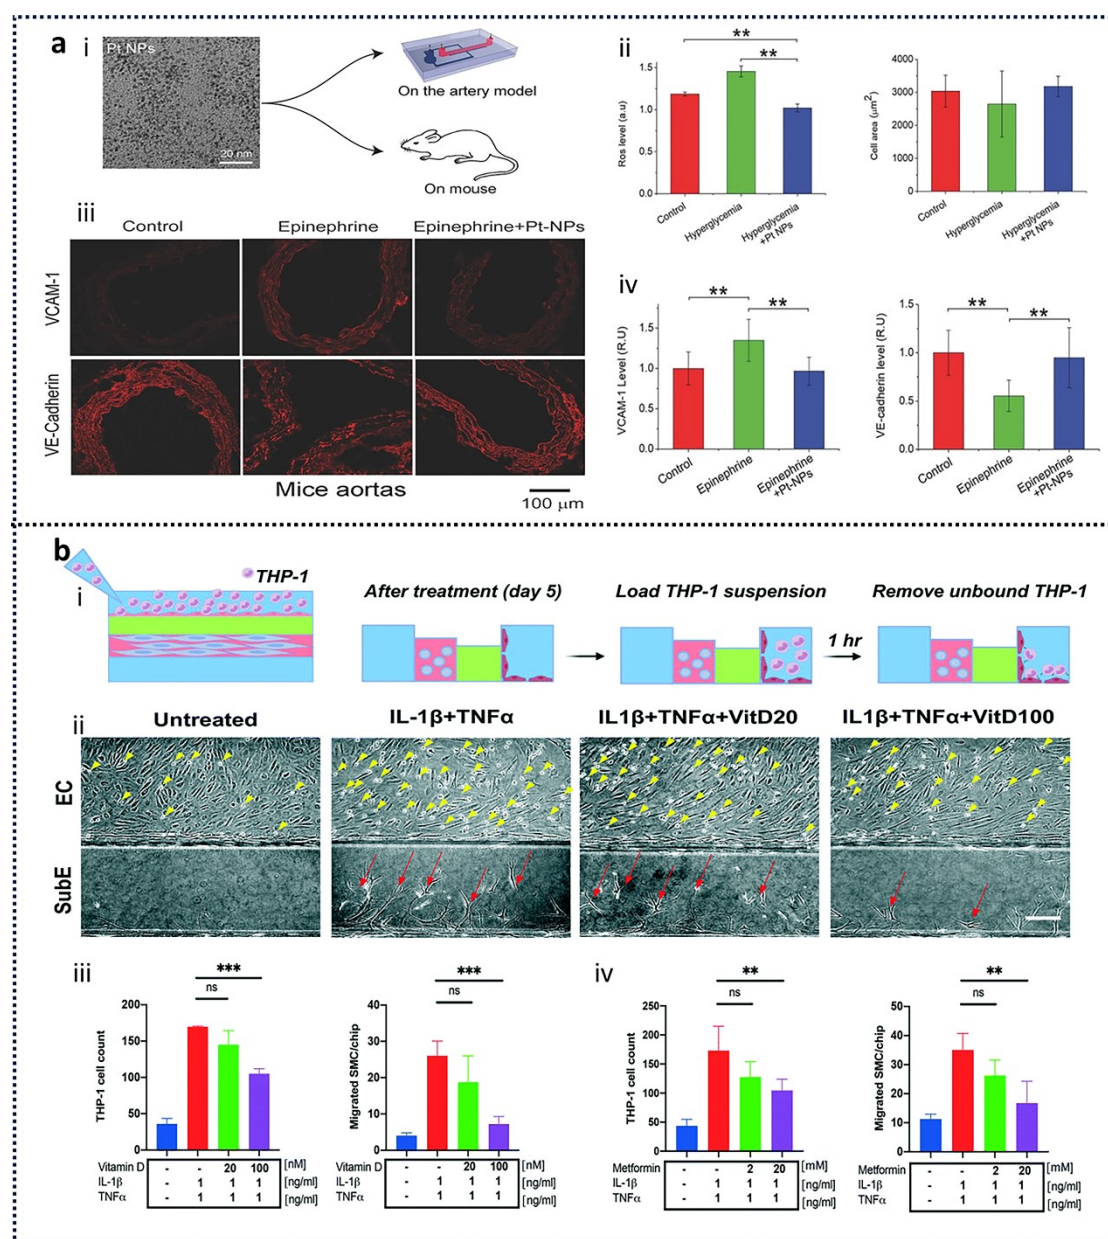 a
i
Pt NPs
20 nm
On the artery model
On mouse
ii
**
**
Ros level (a.u)
1.5
1.0
0.5
0.0
Control
Hyperglycemia
Hyperglycemia
+Pt NPs
Cell area (μm²)
4000
3000
2000
1000
0
Control
Hyperglycemia
Hyperglycemia
+Pt NPs
iii
Control
Epinephrine
Epinephrine+Pt-NPs
VCAM-1
VE-Cadherin
Mice aortas
100 μm
iv
**
**
VCAM-1 Level (R.U)
2.0
1.5
1.0
0.5
0.0
Control
Epinephrine
Epinephrine
+Pt-NPs
**
**
VE-cadherin level (R.U)
1.5
1.0
0.5
0.0
Control
Epinephrine
Epinephrine
+Pt-NPs
b
i
THP-1
After treatment (day 5)
Load THP-1 suspension
1 hr
Remove unbound THP-1
ii
Untreated
IL-1β+TNFα
IL1β+TNFα+VitD20
IL1β+TNFα+VitD100
EC
SubE
iii
***
ns
THP-1 cell count
200
150
100
50
0
Vitamin D - - 20 100 [nM]
IL-1β - 1 1 1 [ng/ml]
TNFα - 1 1 1 [ng/ml]
***
ns
Migrated SMC/chip
40
30
20
10
0
Vitamin D - - 20 100 [nM]
IL-1β - 1 1 1 [ng/ml]
TNFα - 1 1 1 [ng/ml]
iv
**
ns
THP-1 cell count
250
200
150
100
50
0
Metformin - - 2 20 [mM]
IL-1β - 1 1 1 [ng/ml]
TNFα - 1 1 1 [ng/ml]
**
ns
Migrated SMC/chip
50
40
30
20
10
0
Metformin - - 2 20 [mM]
IL-1β - 1 1 1 [ng/ml]
TNFα - 1 1 1 [ng/ml]